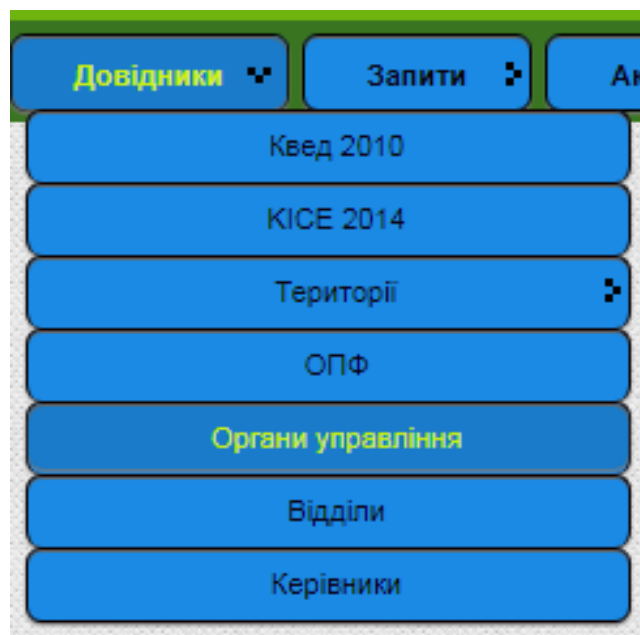 Довідники Запити
Квед 2010
КІСЕ 2014
Території
ОПФ
Органи управління
Відділи
Керівники